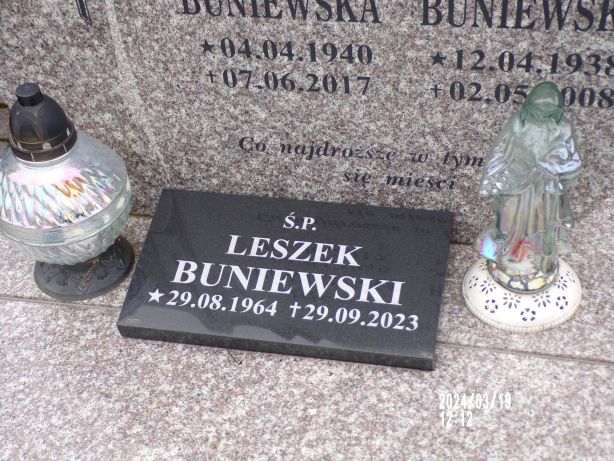 BUNIEWSKA BUNIEWSK
★04.04.1940 ★12.04.1938
+07.06.2017 +02.05 008
Co najdroższe w tym
się mieści
Ś.P.
LESZEK
BUNIEWSKI
★29.08.1964 †29.09.2023
2024/03/19
12:12